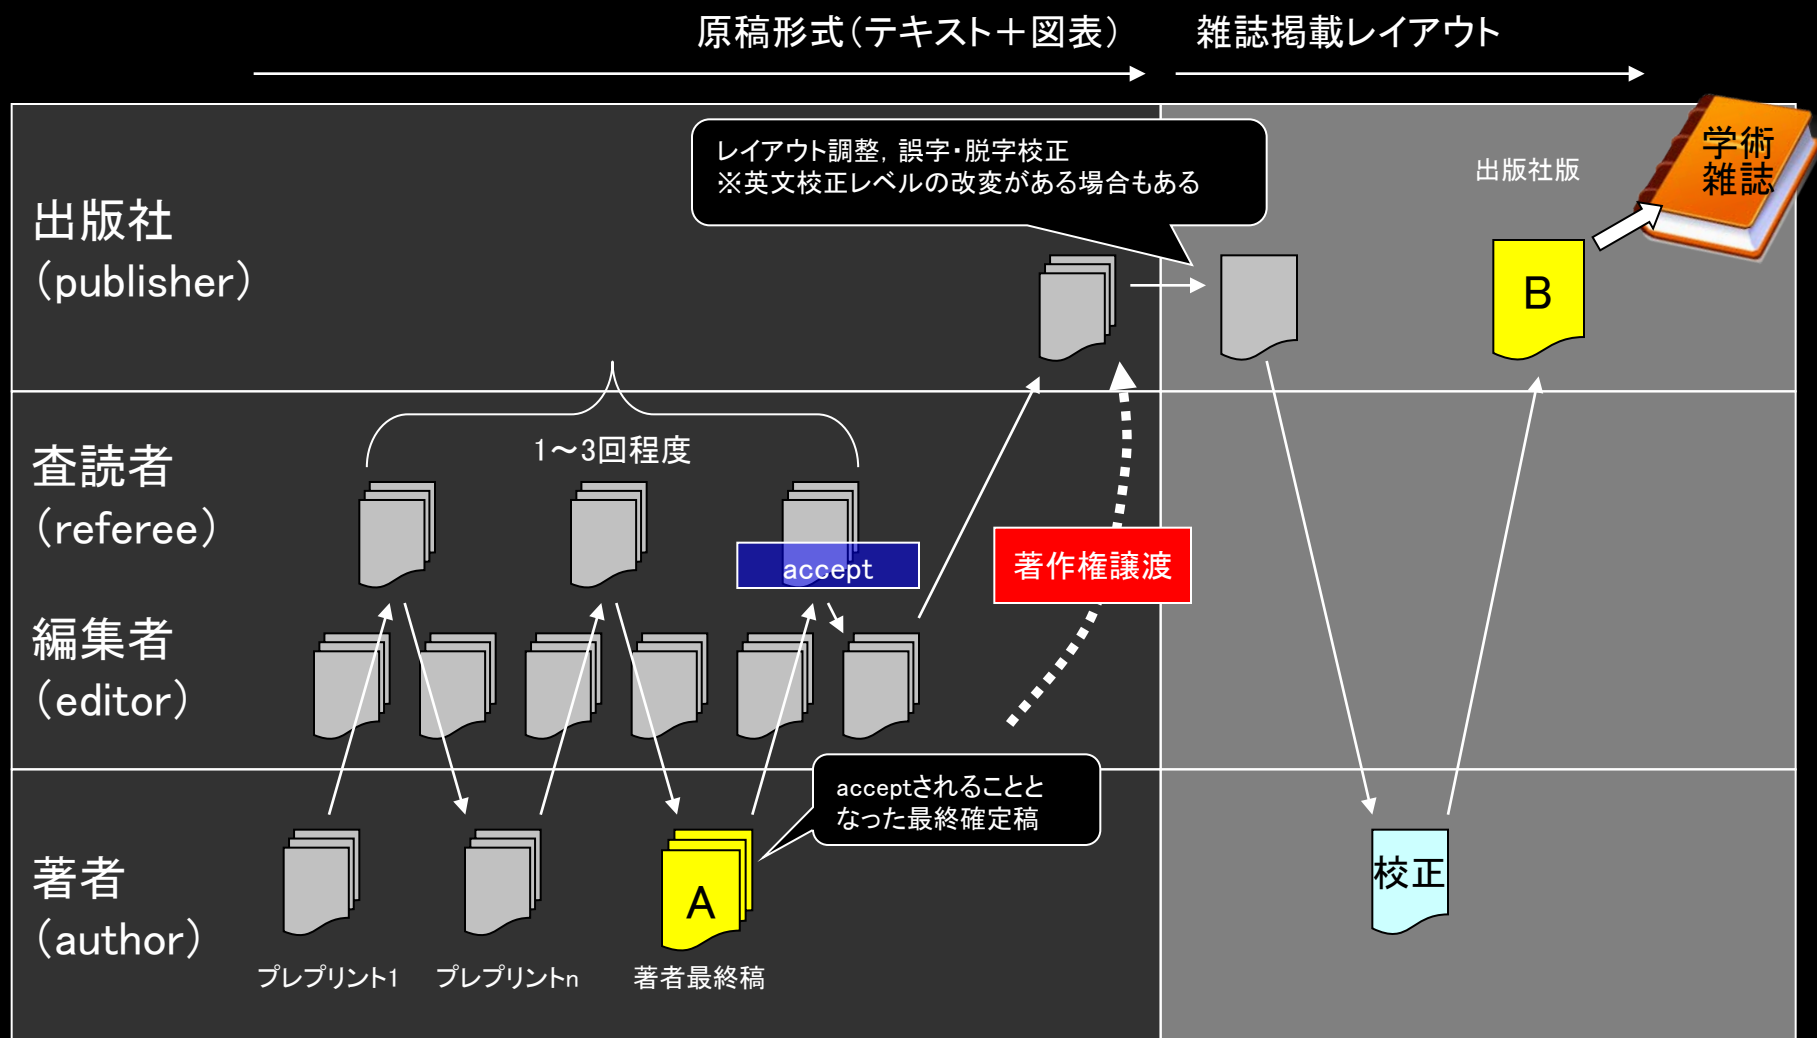 原稿形式(テキスト＋図表)
雑誌掲載レイアウト
学術
雑誌
レイアウト調整, 誤字・脱字校正
※英文校正レベルの改変がある場合もある
出版社版
出版社
(publisher)
B
1～3回程度
査読者
(referee)
accept
著作権譲渡
編集者
(editor)
acceptされることと
なった最終確定稿
著者
(author)
A
校正
プレプリント1
プレプリントn
著者最終稿